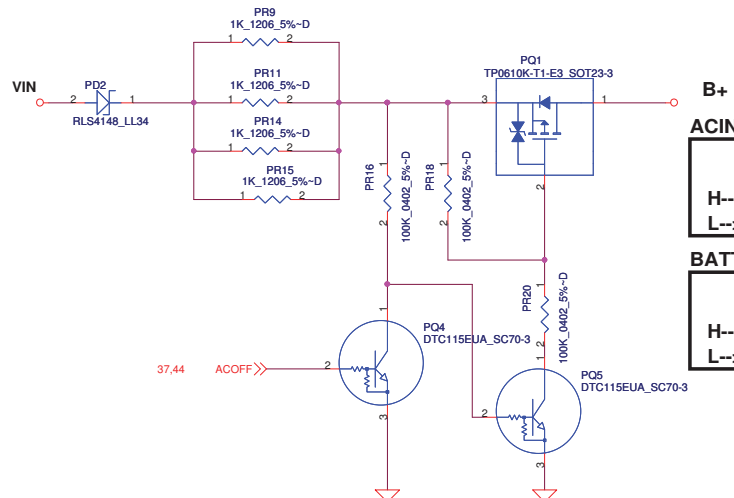 PR9
1K_1206_5%~D
1 2
PR11
1K_1206_5%~D
1 2
PR14
1K_1206_5%~D
1 2
PR15
1K_1206_5%~D
1 2
VIN
2 PD2 1
RLS4148_LL34
PQ1
TP0610K-T1-E3_SOT23-3
3 1
2
B+
ACIN
H--
L--
BATT
H--
L--
1
PR16
100K_0402_5%~D
2
1
PR18
100K_0402_5%~D
2
1
PR20
100K_0402_5%~D
2
1
PQ4
DTC115EUA_SC70-3
37,44 ACOFF 2
3
1
PQ5
DTC115EUA_SC70-3
2
3